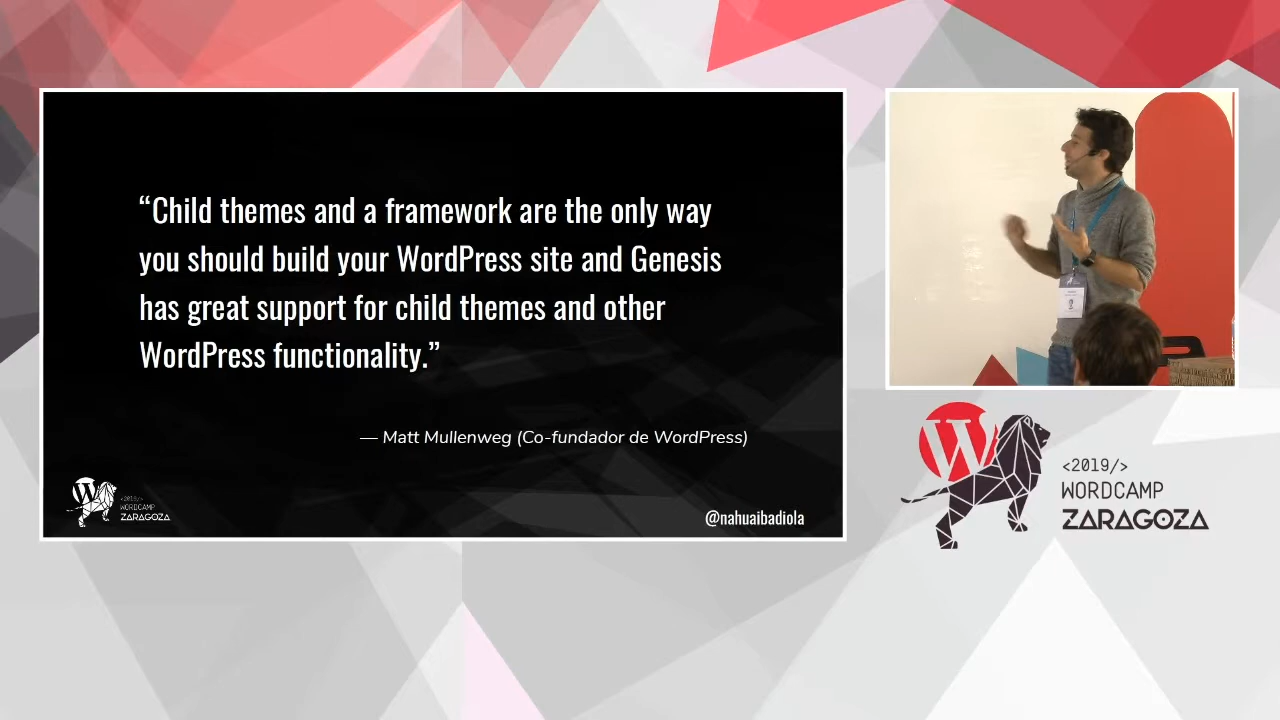 “Child themes and a framework are the only way
you should build your WordPress site and Genesis
has great support for child themes and other
WordPress functionality.”
— Matt Mullenweg (Co-fundador de WordPress)
<2019/>
WORDCAMP
ZARAGOZA
@nahuaibadiola
W
<2019/>
WORDCAMP
ZARAGOZA